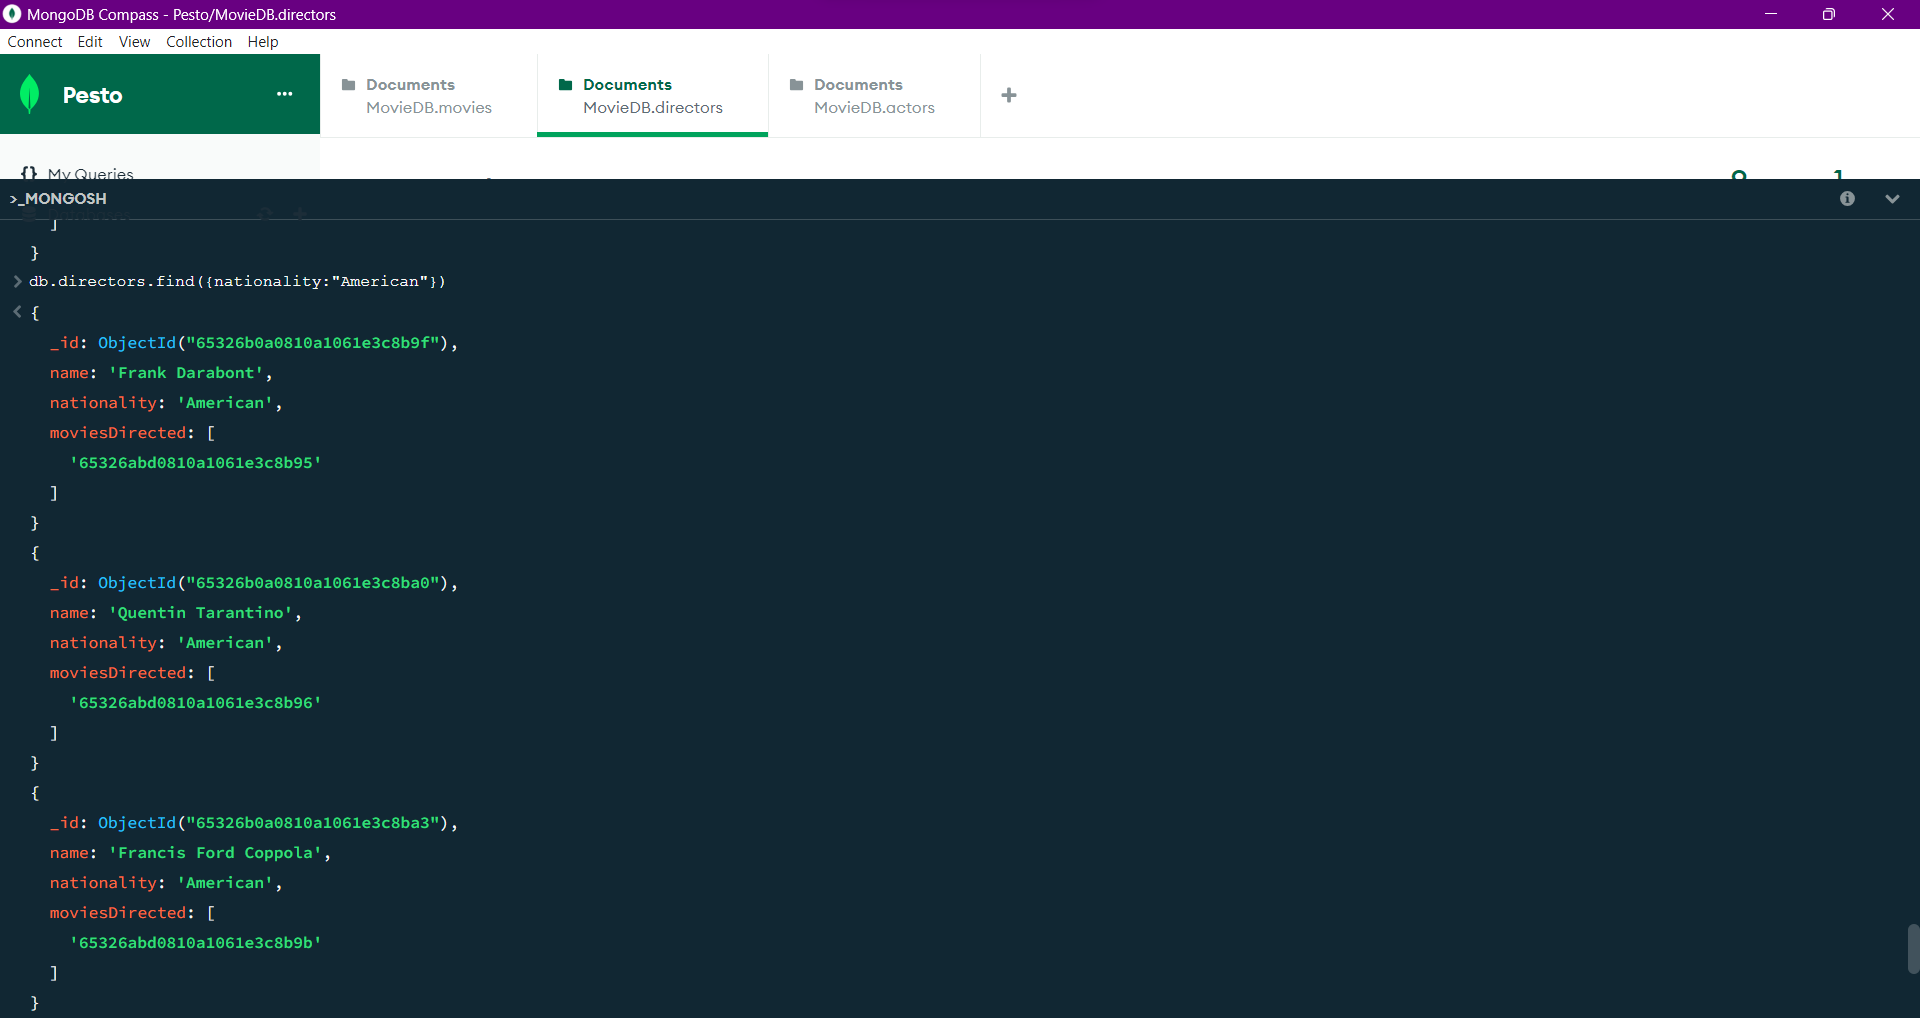 MongoDB Compass - Pesto/MovieDB.directors
Connect Edit View Collection Help
Pesto
Documents
MovieDB.movies
Documents
MovieDB.directors
Documents
MovieDB.actors
{} My Queries
>_MONGOSH
]
}
> db.directors.find({nationality:"American"})
< {
_id: ObjectId("65326b0a0810a1061e3c8b9f"),
name: 'Frank Darabont',
nationality: 'American',
moviesDirected: [
'65326abd0810a1061e3c8b95'
]
}
{
_id: ObjectId("65326b0a0810a1061e3c8ba0"),
name: 'Quentin Tarantino',
nationality: 'American',
moviesDirected: [
'65326abd0810a1061e3c8b96'
]
}
{
_id: ObjectId("65326b0a0810a1061e3c8ba3"),
name: 'Francis Ford Coppola',
nationality: 'American',
moviesDirected: [
'65326abd0810a1061e3c8b9b'
]
}